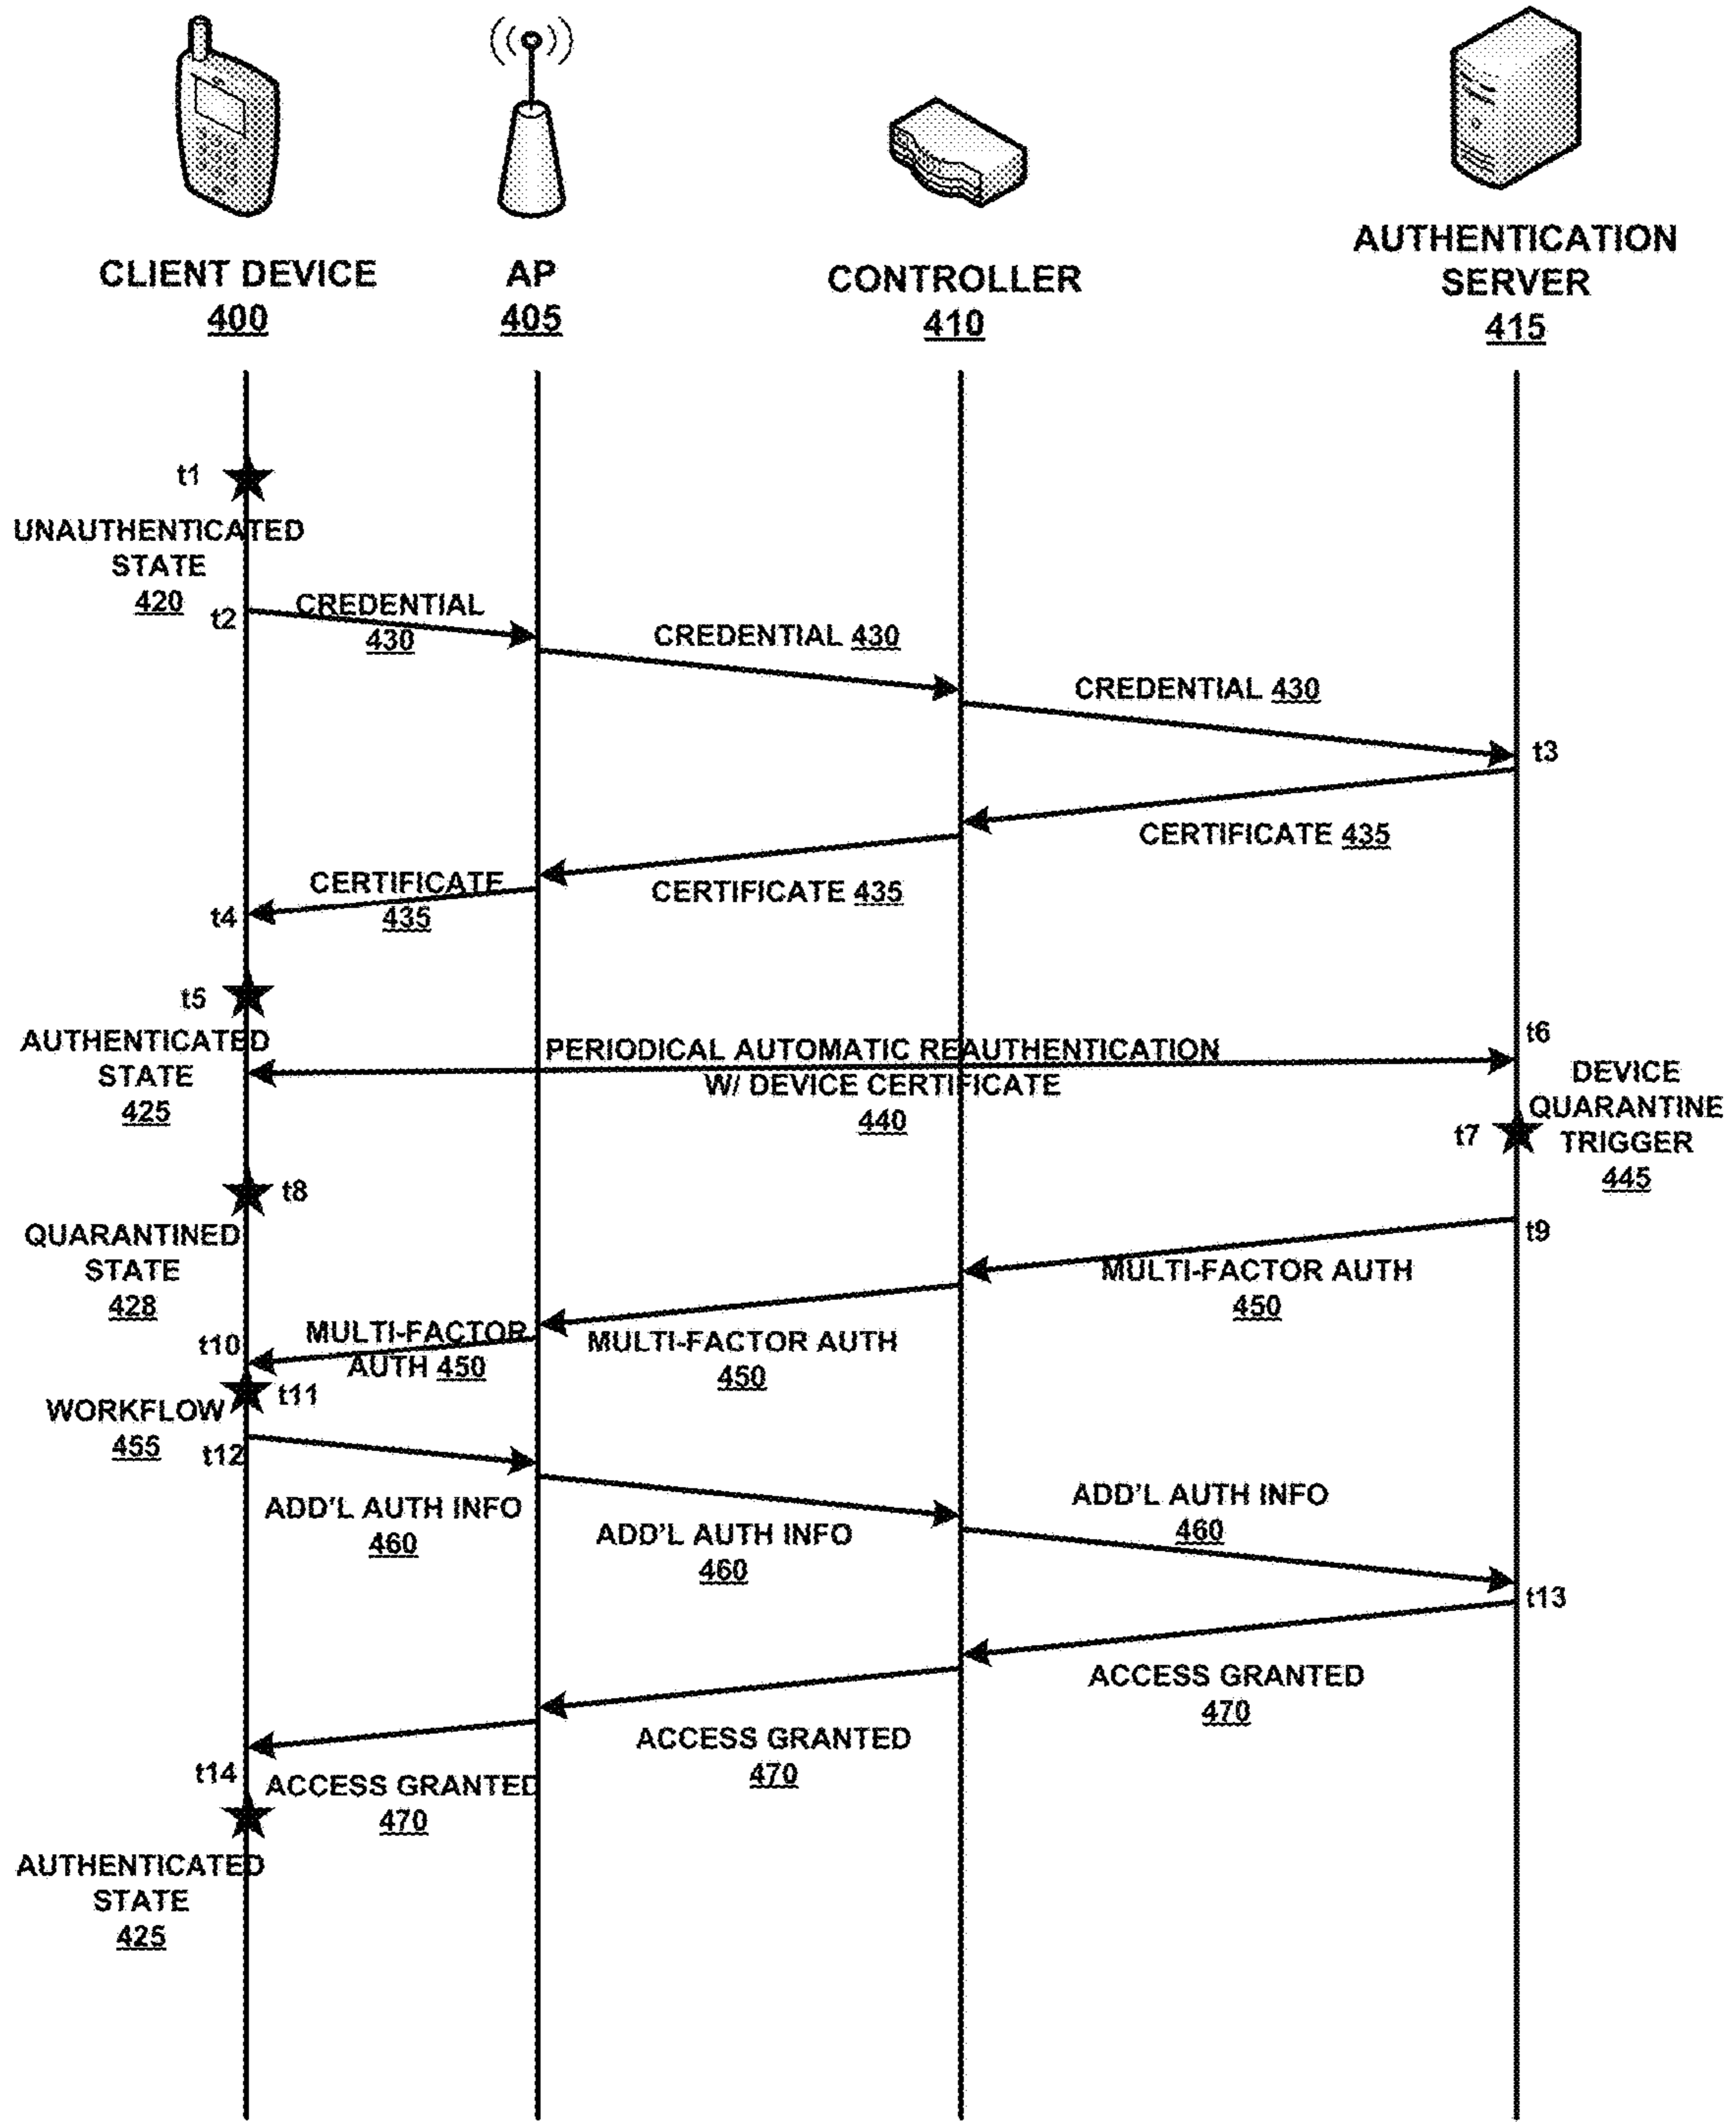 CLIENT DEVICE
400
AP
405
CONTROLLER
410
AUTHENTICATION
SERVER
415
t1
UNAUTHENTICATED
STATE
420
t2
CREDENTIAL
430
CREDENTIAL 430
CREDENTIAL 430
t3
CERTIFICATE 435
CERTIFICATE 435
CERTIFICATE
435
t4
t5
AUTHENTICATED
STATE
425
t6
PERIODICAL AUTOMATIC REAUTHENTICATION
W/ DEVICE CERTIFICATE
440
DEVICE
QUARANTINE
TRIGGER
445
t7
t8
QUARANTINED
STATE
428
t9
MULTI-FACTOR AUTH
450
MULTI-FACTOR AUTH
450
MULTI-FACTOR
AUTH 450
t10
t11
WORKFLOW
455
t12
ADD'L AUTH INFO
460
ADD'L AUTH INFO
460
ADD'L AUTH INFO
460
t13
ACCESS GRANTED
470
ACCESS GRANTED
470
ACCESS GRANTED
470
t14
AUTHENTICATED
STATE
425